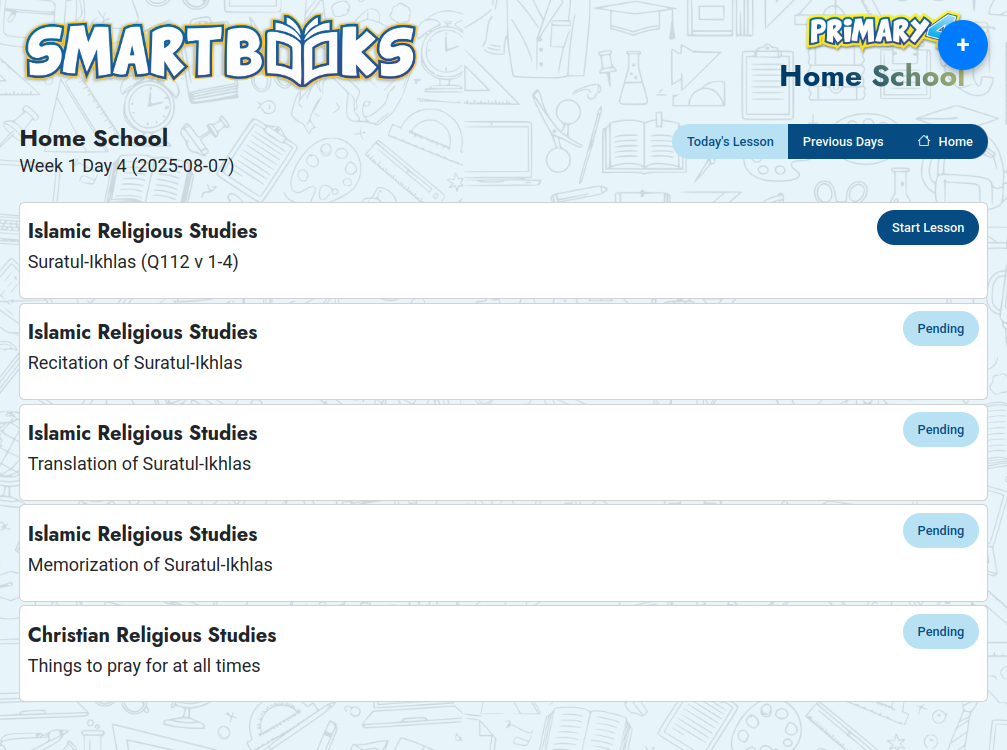 SMARTBOOKS
PRIMARY 4
+
Home School
Home School
Week 1 Day 4 (2025-08-07)
Today's Lesson
Previous Days
Home
Islamic Religious Studies
Start Lesson
Suratul-Ikhlas (Q112 v 1-4)
Islamic Religious Studies
Pending
Recitation of Suratul-Ikhlas
Islamic Religious Studies
Pending
Translation of Suratul-Ikhlas
Islamic Religious Studies
Pending
Memorization of Suratul-Ikhlas
Christian Religious Studies
Pending
Things to pray for at all times